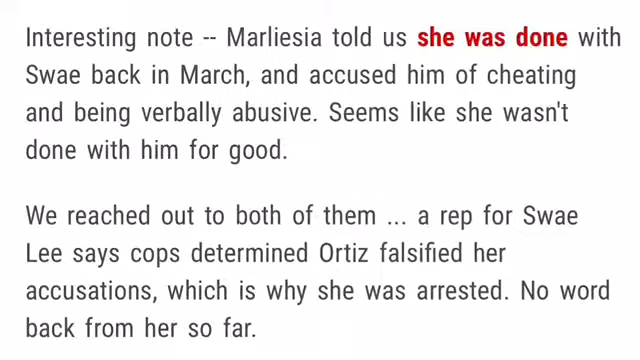 Interesting note -- Marliesia told us she was done with
Swae back in March, and accused him of cheating
and being verbally abusive. Seems like she wasn't
done with him for good.
We reached out to both of them ... a rep for Swae
Lee says cops determined Ortiz falsified her
accusations, which is why she was arrested. No word
back from her so far.